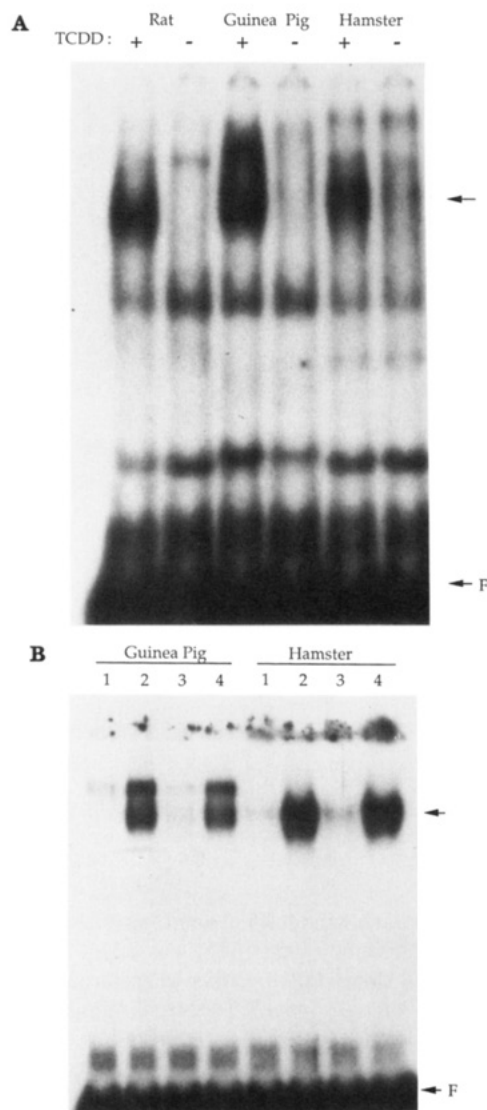 A
Rat Guinea Pig Hamster
TCDD : + - + - + -
F
B
Guinea Pig Hamster
1 2 3 4 1 2 3 4
F